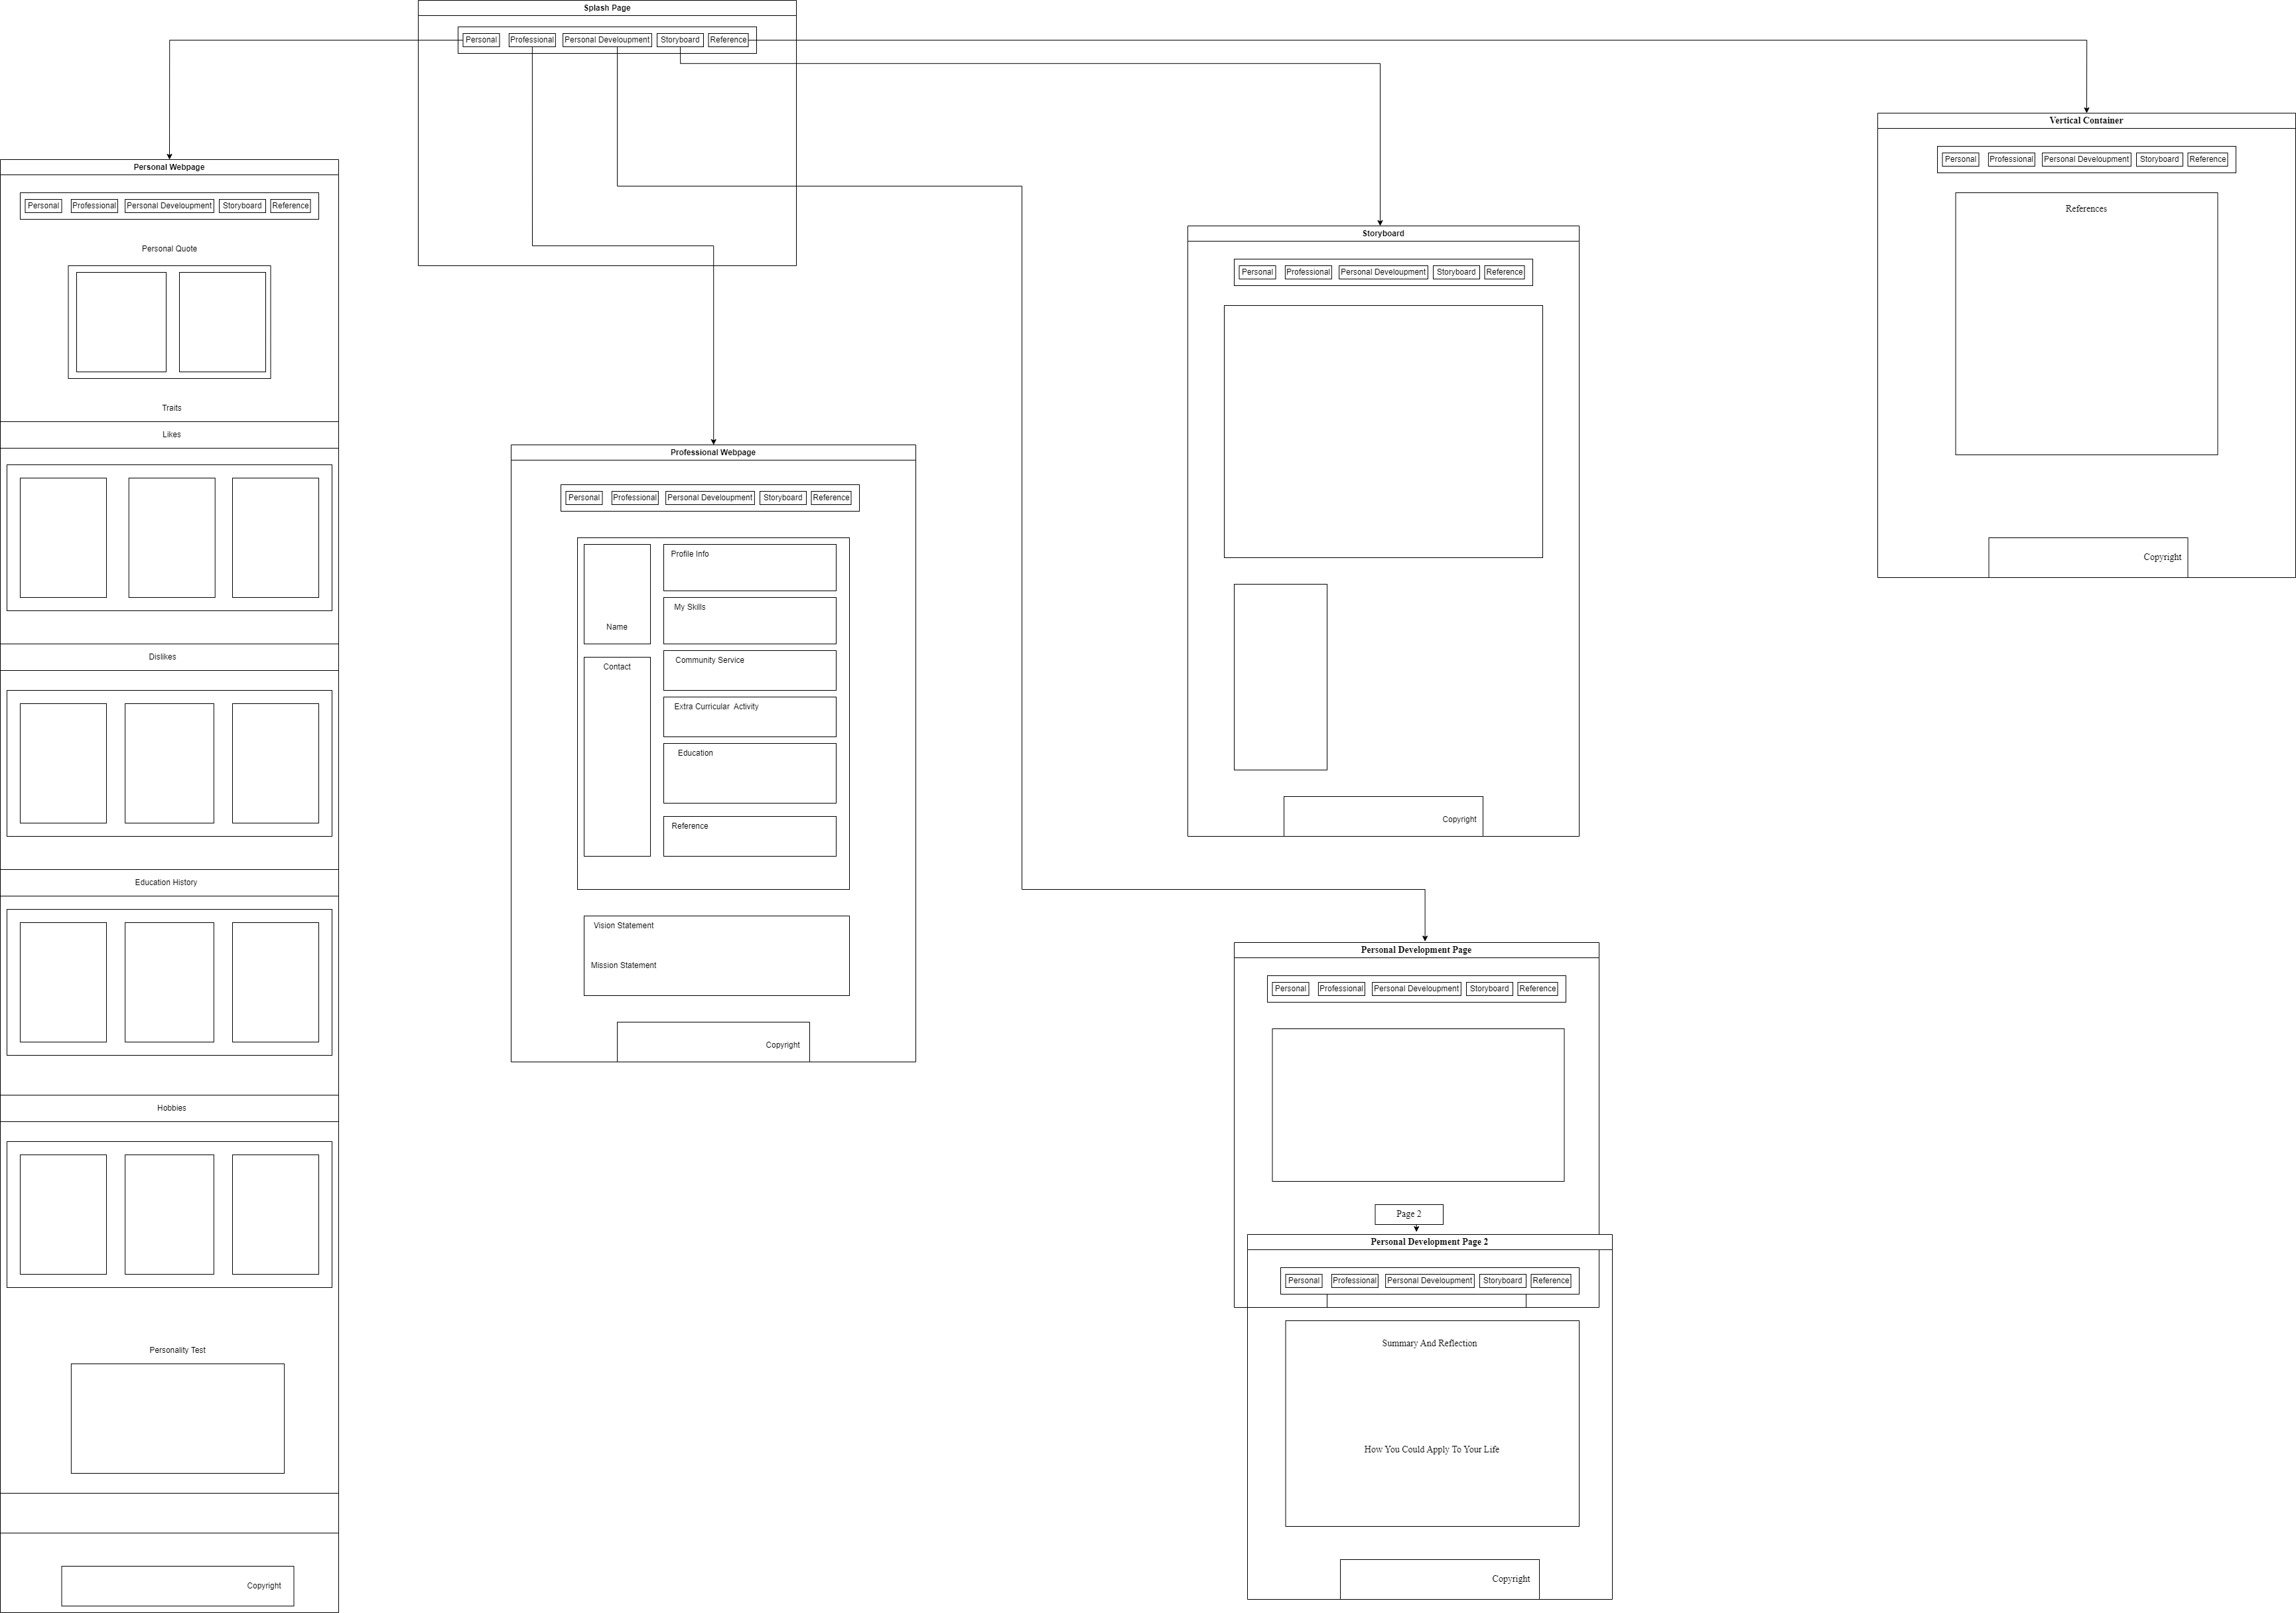 Splash Page
Personal
Professional
Personal Develoupment
Storyboard
Reference
Personal Webpage
Personal
Professional
Personal Develoupment
Storyboard
Reference
Personal Quote
Traits
Likes
Dislikes
Education History
Hobbies
Personality Test
Copyright
Professional Webpage
Personal
Professional
Personal Develoupment
Storyboard
Reference
Name
Contact
Profile Info
My Skills
Community Service
Extra Curricular Activity
Education
Reference
Vision Statement
Mission Statement
Copyright
Storyboard
Personal
Professional
Personal Develoupment
Storyboard
Reference
Copyright
Personal Development Page
Personal
Professional
Personal Develoupment
Storyboard
Reference
Page 2
Personal Development Page 2
Personal
Professional
Personal Develoupment
Storyboard
Reference
Summary And Reflection
How You Could Apply To Your Life
Copyright
Vertical Container
Personal
Professional
Personal Develoupment
Storyboard
Reference
References
Copyright